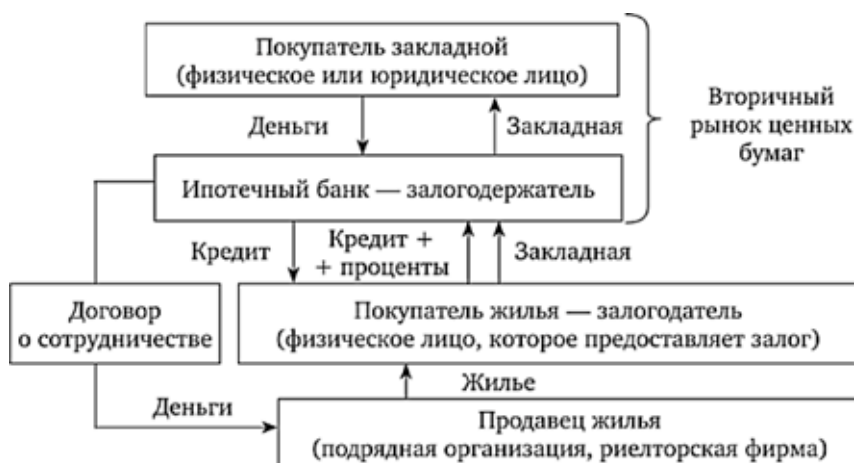 Покупатель закладной
(физическое или юридическое лицо)
Вторичный
рынок ценных
бумаг
Деньги
Закладная
Ипотечный банк — залогодержатель
Кредит
Кредит +
+ проценты
Закладная
Договор
о сотрудничестве
Покупатель жилья — залогодатель
(физическое лицо, которое предоставляет залог)
Жилье
Деньги
Продавец жилья
(подрядная организация, риелторская фирма)